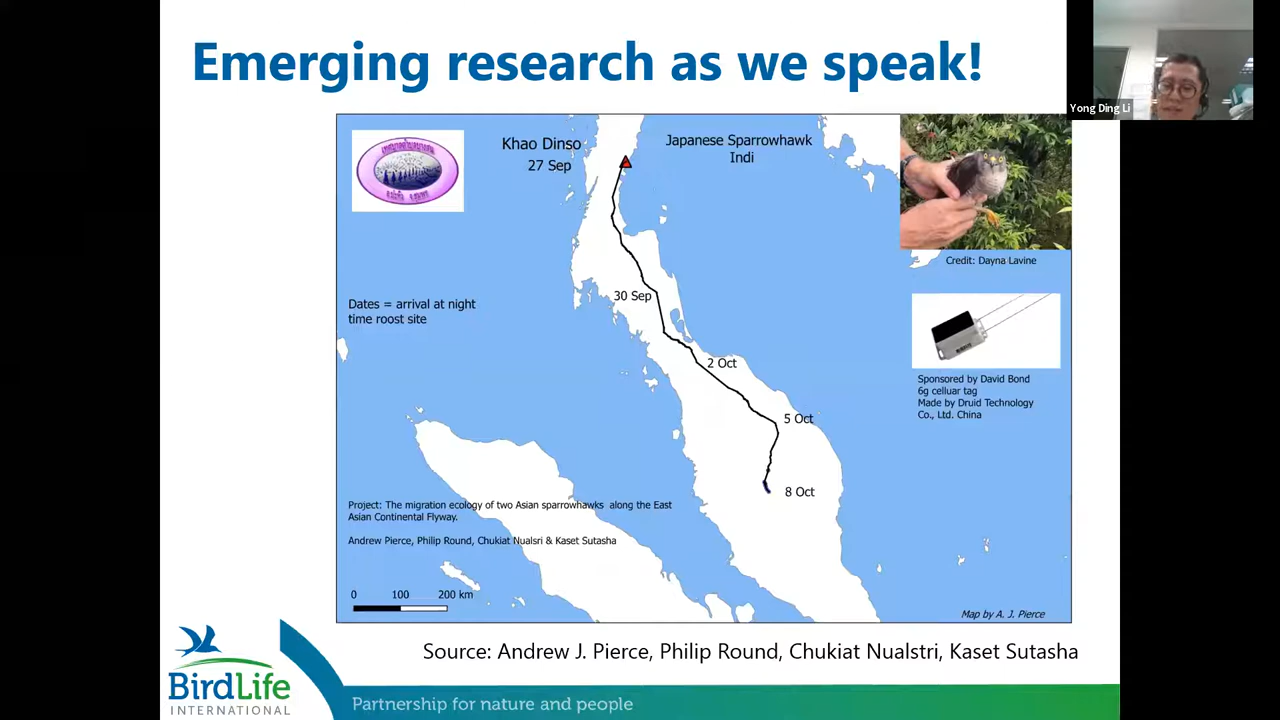 Emerging research as we speak!
Yong Ding Li
Khao Dinso
27 Sep
Japanese Sparrowhawk
Indi
Credit: Dayna Lavine
30 Sep
Dates = arrival at night
time roost site
2 Oct
Sponsored by David Bond
6g celluar tag
Made by Druid Technology
Co., Ltd. China
5 Oct
8 Oct
Project: The migration ecology of two Asian sparrowhawks along the East
Asian Continental Flyway.
Andrew Pierce, Philip Round, Chukiat Nualsri & Kaset Sutasha
0 100 200 km
Map by A. J. Pierce
Source: Andrew J. Pierce, Philip Round, Chukiat Nualstri, Kaset Sutasha
BirdLife
INTERNATIONAL
Partnership for nature and people